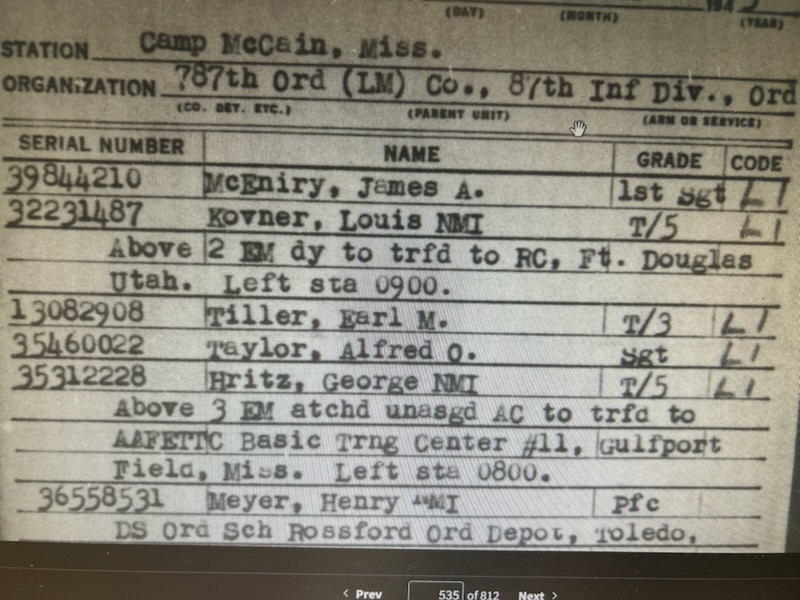 (DAY) (MONTH) (YEAR)
STATION Camp McCain, Miss.
ORGANIZATION 787th Ord (LM) Co., 87th Inf Div., Ord
(CO. DET. ETC.) (PARENT UNIT) (ARM OR SERVICE)
SERIAL NUMBER NAME GRADE CODE
39844210 McEniry, James A. 1st Sgt L1
32231487 Kovner, Louis NMI T/5 L1
Above 2 EM dy to trfd to RC, Ft. Douglas
Utah. Left sta 0900.
13082908 Tiller, Earl M. T/3 L1
35460022 Taylor, Alfred O. Sgt L1
35312228 Hritz, George NMI T/5 L1
Above 3 EM atchd unasgd AC to trfd to
AAFETTC Basic Trng Center #11, Gulfport
Field, Miss. Left sta 0800.
36558531 Meyer, Henry NMI Pfc
DS Ord Sch Rossford Ord Depot, Toledo,
Prev 535 of 812 Next